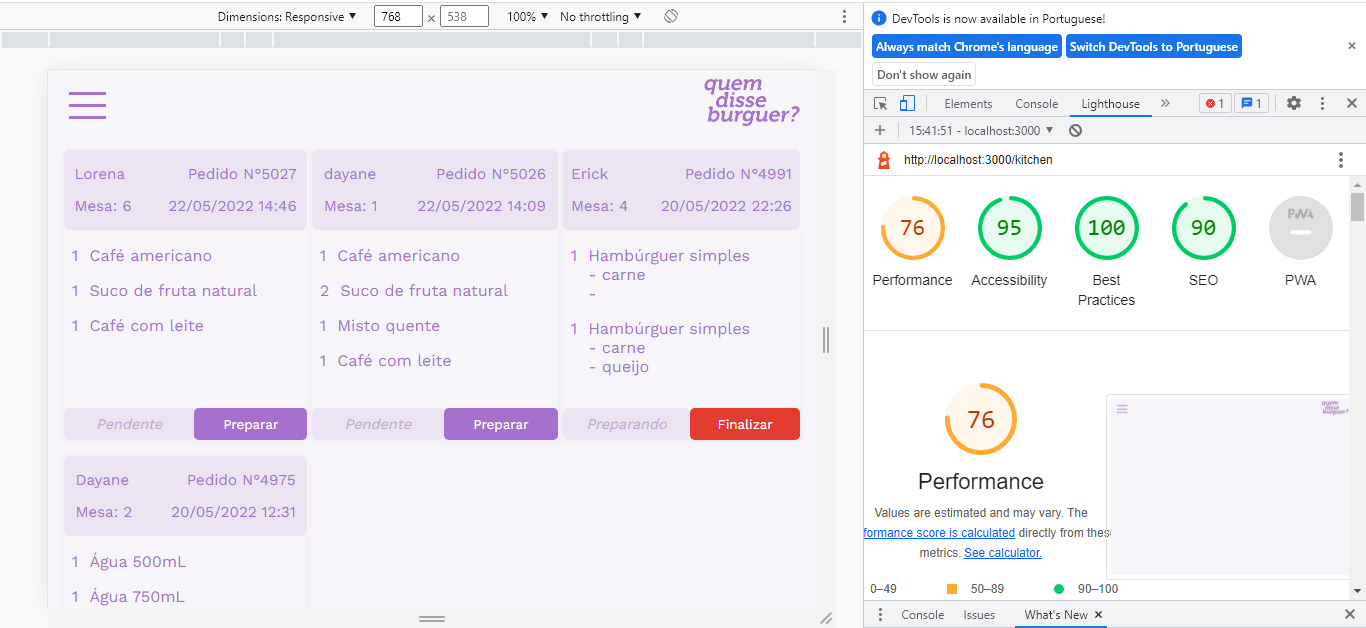 Dimensions: Responsive ▼ 768 × 538 100% ▼ No throttling ▼
quem
disse
burguer?
Lorena Pedido N°5027
Mesa: 6 22/05/2022 14:46
1 Café americano
1 Suco de fruta natural
1 Café com leite
Pendente Preparar
dayane Pedido N°5026
Mesa: 1 22/05/2022 14:09
1 Café americano
2 Suco de fruta natural
1 Misto quente
1 Café com leite
Pendente Preparar
Erick Pedido N°4991
Mesa: 4 20/05/2022 22:26
1 Hambúrguer simples
- carne
-
1 Hambúrguer simples
- carne
- queijo
Preparando Finalizar
Dayane Pedido N°4975
Mesa: 2 20/05/2022 12:31
1 Água 500mL
1 Água 750mL
DevTools is now available in Portuguese!
Always match Chrome's language Switch DevTools to Portuguese
Don't show again
Elements Console Lighthouse » 1 1
+ 15:41:51 - localhost:3000 ▼
http://localhost:3000/kitchen
76 95 100 90 PWA
Performance Accessibility Best Practices SEO PWA
76
Performance
Values are estimated and may vary. The
formance score is calculated directly from these
metrics. See calculator.
0–49 50–89 90–100
quem
disse
burguer?
Console Issues What's New ×